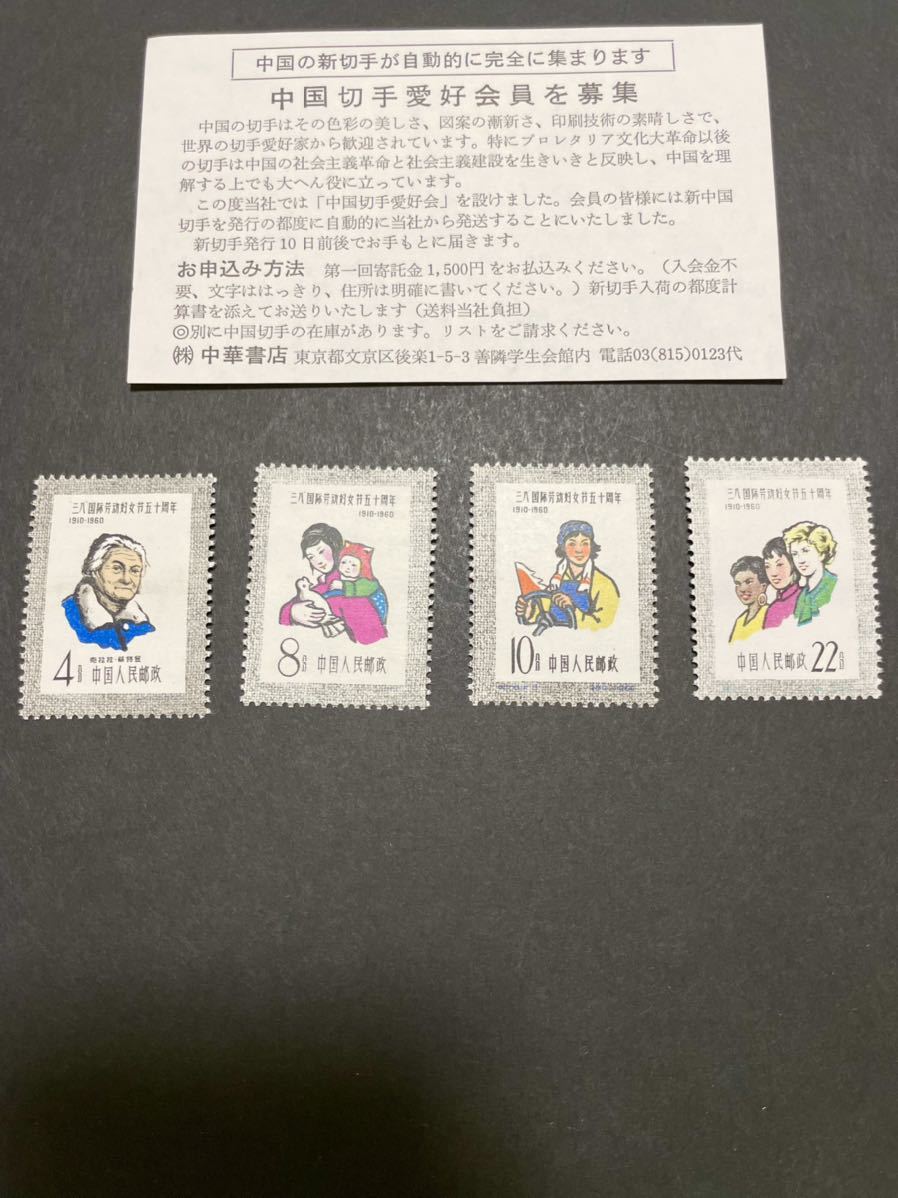 中国の新切手が自動的に完全に集まります
中国切手愛好会員を募集
中国の切手はその色彩の美しさ、図案の漸新さ、印刷技術の素晴しさで、
世界の切手愛好家から歓迎されています。特にプロレタリア文化大革命以後
の切手は中国の社会主義革命と社会主義建設を生きいきと反映し、中国を理
解する上でも大へん役に立っています。
この度当社では「中国切手愛好会」を設けました。会員の皆様には新中国
切手を発行の都度に自動的に当社から発送することにいたしました。
新切手発行10日前後でお手もとに届きます。
お申込み方法 第一回寄託金1,500円をお払込みください。（入会金不
要、文字ははっきり、住所は明確に書いてください。）新切手入荷の都度計
算書を添えてお送りいたします（送料当社負担）
◎別に中国切手の在庫があります。リストをご請求ください。
㈱中華書店 東京都文京区後楽1-5-3 善隣学生会館内 電話03(815)0123代
三八国际劳动妇女节五十周年
1910-1960
克拉拉·蔡特金
4分 中国人民邮政
三八国际劳动妇女节五十周年
1910-1960
8分 中国人民邮政
三八国际劳动妇女节五十周年
1910-1960
10分 中国人民邮政
三八国际劳动妇女节五十周年
1910-1960
中国人民邮政 22分